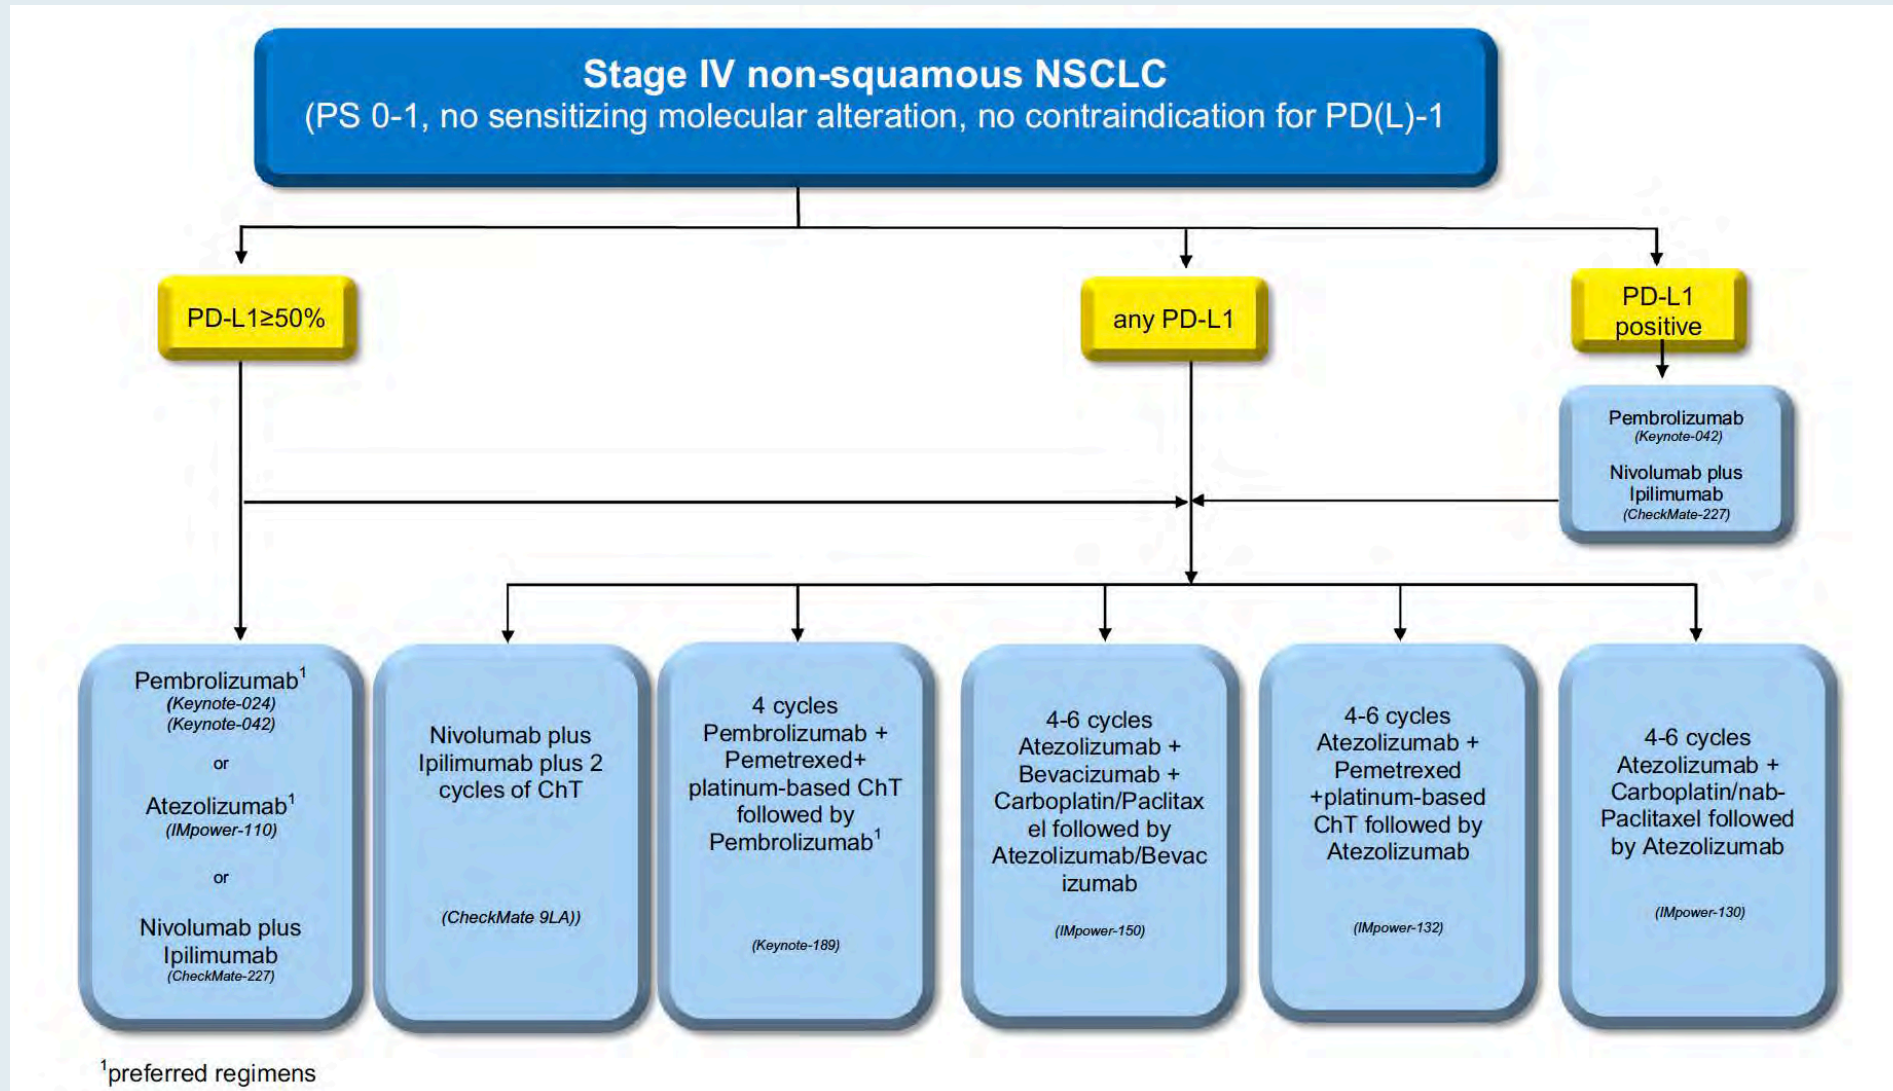 Stage IV non-squamous NSCLC
(PS 0-1, no sensitizing molecular alteration, no contraindication for PD(L)-1
PD-L1≥50%
any PD-L1
PD-L1
positive
Pembrolizumab
(Keynote-042)
Nivolumab plus
Ipilimumab
(CheckMate-227)
Pembrolizumab¹
(Keynote-024)
(Keynote-042)
or
Atezolizumab¹
(IMpower-110)
or
Nivolumab plus
Ipilimumab
(CheckMate-227)
Nivolumab plus
Ipilimumab plus 2
cycles of ChT
(CheckMate 9LA))
4 cycles
Pembrolizumab +
Pemetrexed+
platinum-based ChT
followed by
Pembrolizumab¹
(Keynote-189)
4-6 cycles
Atezolizumab +
Bevacizumab +
Carboplatin/Paclitax
el followed by
Atezolizumab/Bevac
izumab
(IMpower-150)
4-6 cycles
Atezolizumab +
Pemetrexed
+platinum-based
ChT followed by
Atezolizumab
(IMpower-132)
4-6 cycles
Atezolizumab +
Carboplatin/nab-
Paclitaxel followed
by Atezolizumab
(IMpower-130)
¹preferred regimens